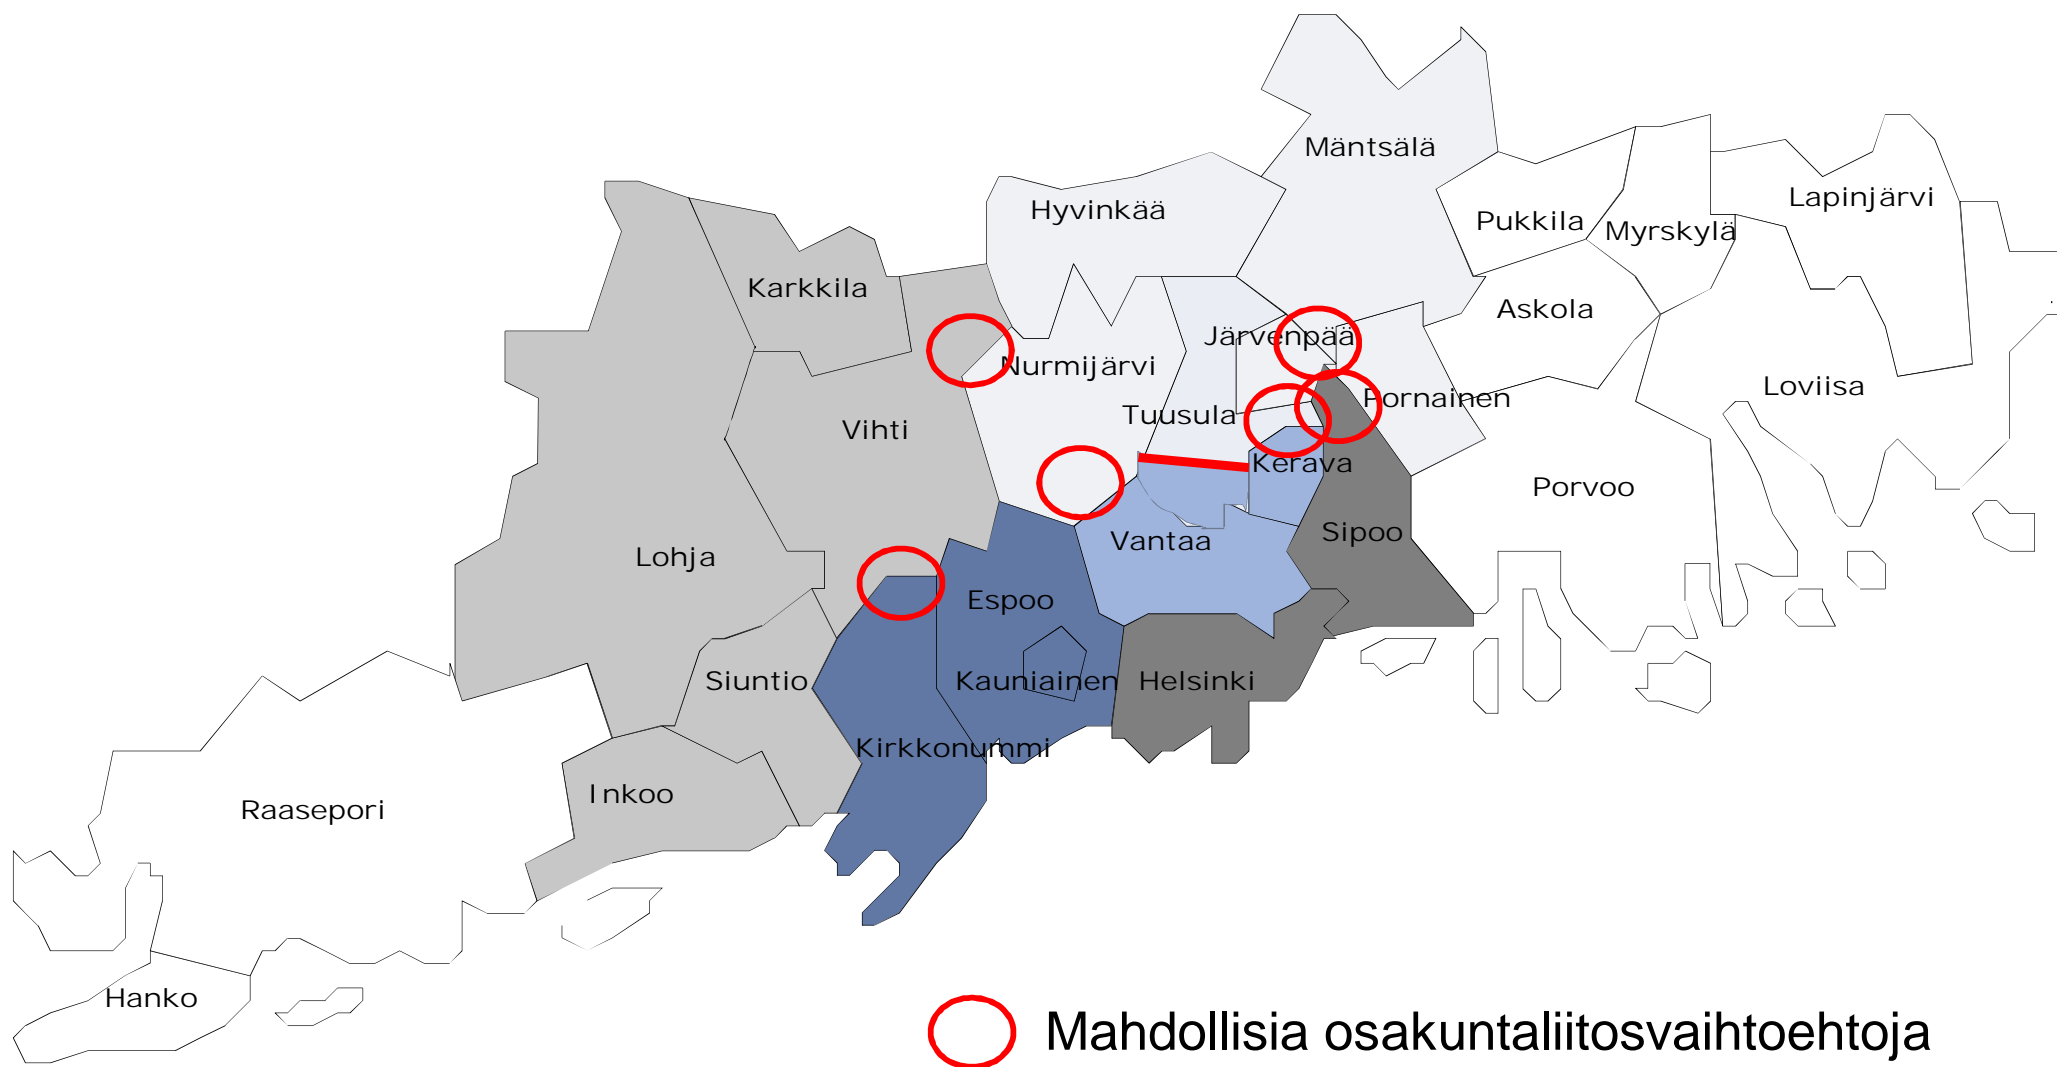 Mäntsälä
Lapinjärvi
Hyvinkää
Pukkila
Myrskylä
Karkkila
Askola
Järvenpää
Nurmijärvi
Loviisa
Pornainen
Tuusula
Vihti
Kerava
Porvoo
Sipoo
Vantaa
Lohja
Espoo
Siuntio
Kauniainen
Helsinki
Kirkkonummi
Inkoo
Raasepori
Hanko
Mahdollisia osakuntaliitosvaihtoehtoja